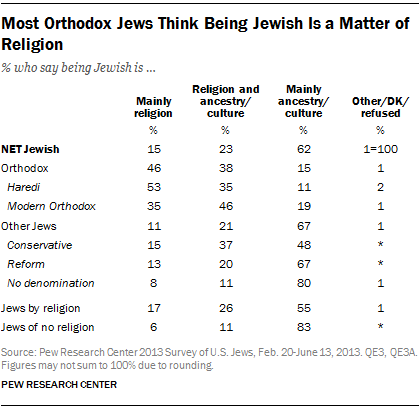 Most Orthodox Jews Think Being Jewish Is a Matter of
Religion
% who say being Jewish is ...
Mainly religion Religion and ancestry/ culture Mainly ancestry/ culture Other/DK/ refused
% % % %
NET Jewish 15 23 62 1=100
Orthodox 46 38 15 1
Haredi 53 35 11 2
Modern Orthodox 35 46 19 1
Other Jews 11 21 67 1
Conservative 15 37 48 *
Reform 13 20 67 *
No denomination 8 11 80 1
Jews by religion 17 26 55 1
Jews of no religion 6 11 83 *
Source: Pew Research Center 2013 Survey of U.S. Jews, Feb. 20-June 13, 2013. QE3, QE3A.
Figures may not sum to 100% due to rounding.
PEW RESEARCH CENTER